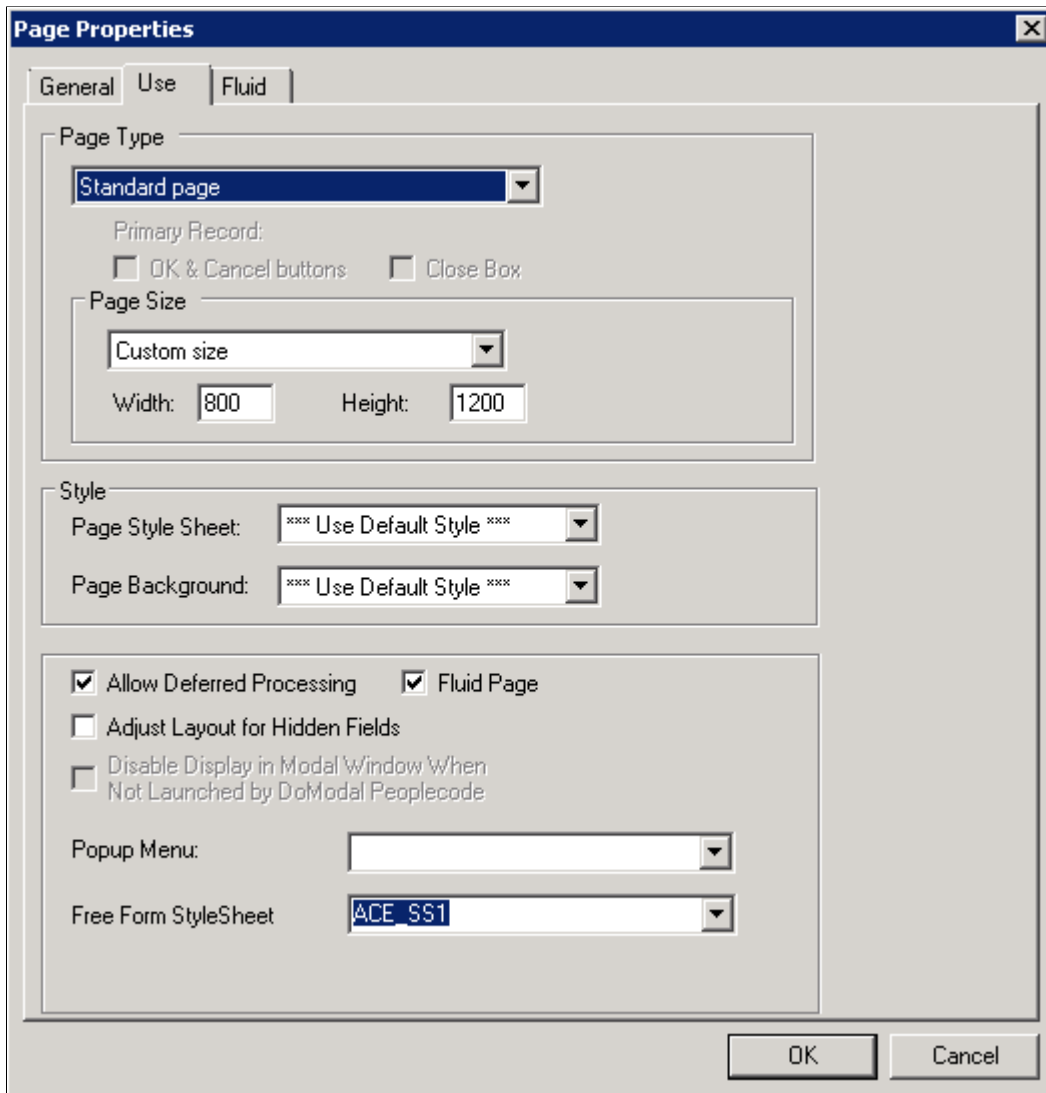 Page Properties
General Use Fluid
Page Type
Standard page
Primary Record:
OK & Cancel buttons Close Box
Page Size
Custom size
Width: 800 Height: 1200
Style
Page Style Sheet: *** Use Default Style ***
Page Background: *** Use Default Style ***
Allow Deferred Processing Fluid Page
Adjust Layout for Hidden Fields
Disable Display in Modal Window When
Not Launched by DoModal Peoplecode
Popup Menu:
Free Form StyleSheet ACE_SS1
OK Cancel